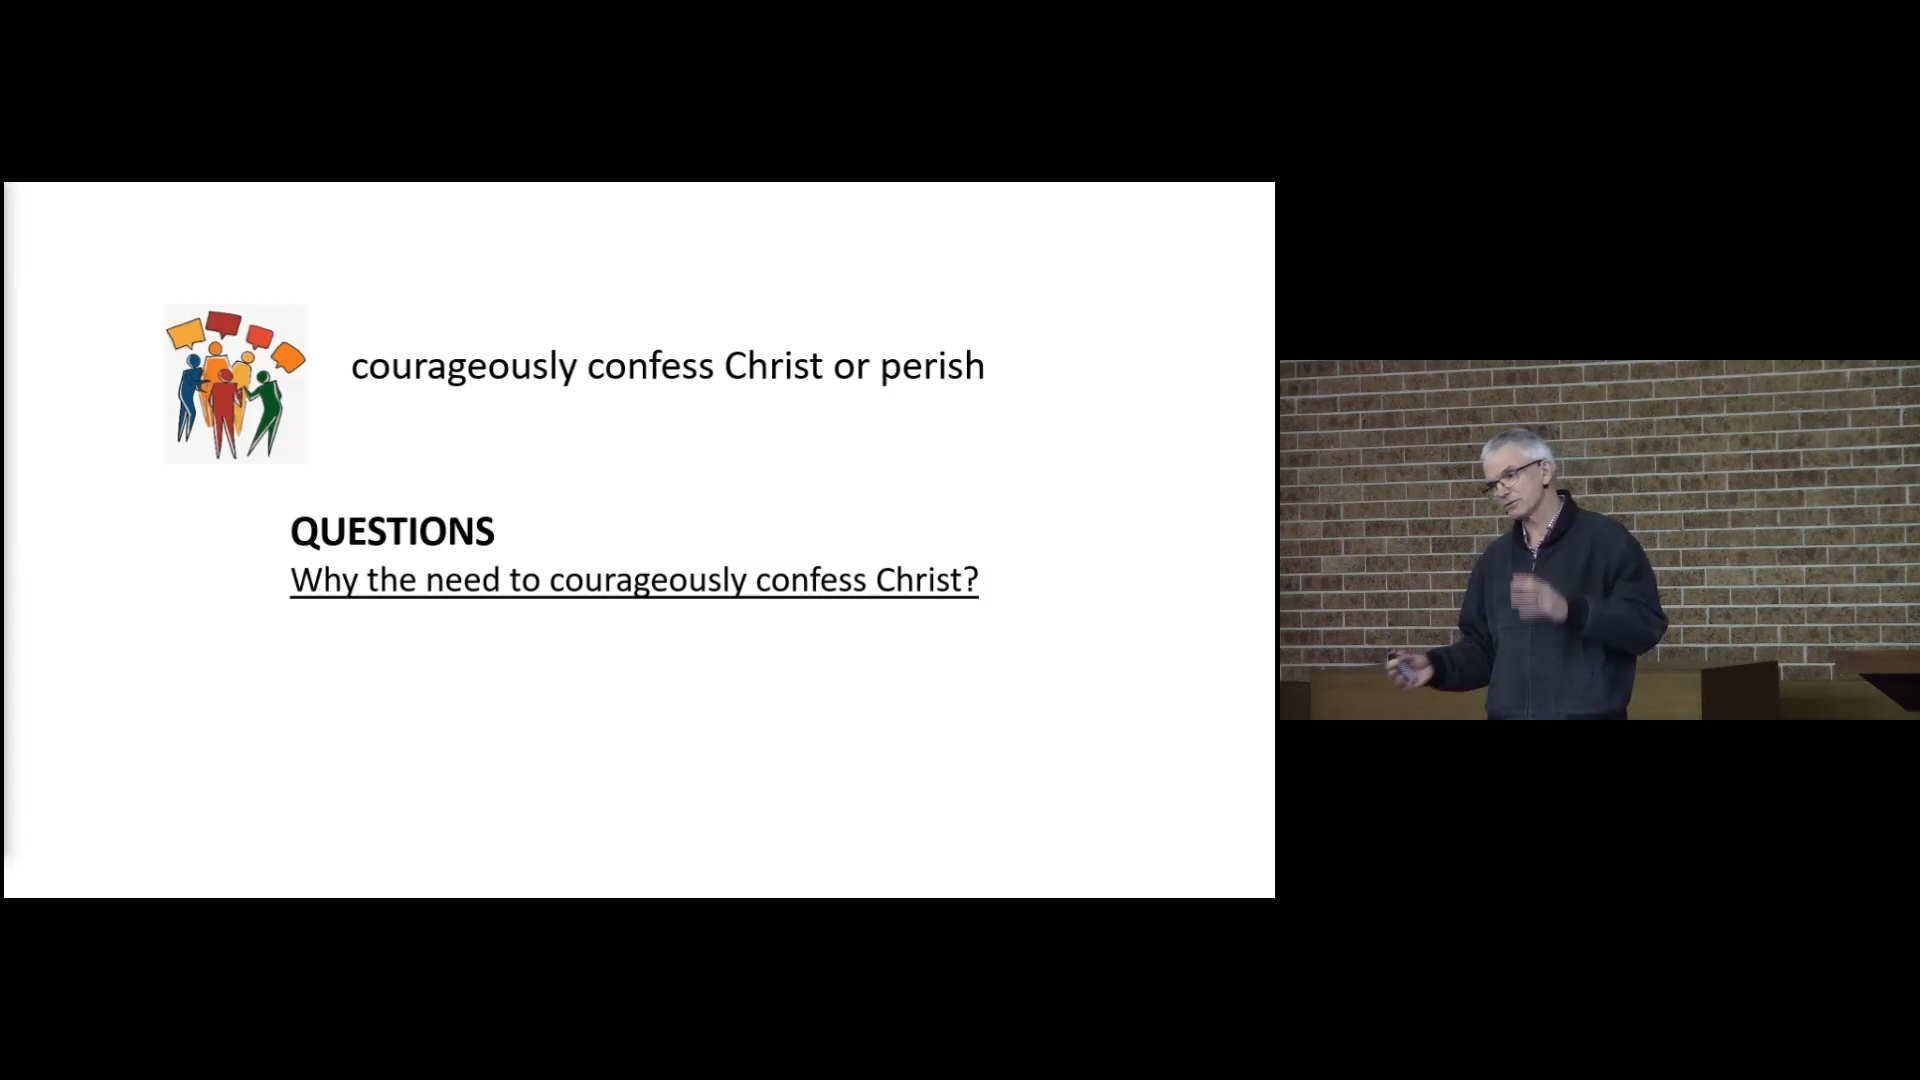 courageously confess Christ or perish
QUESTIONS
Why the need to courageously confess Christ?